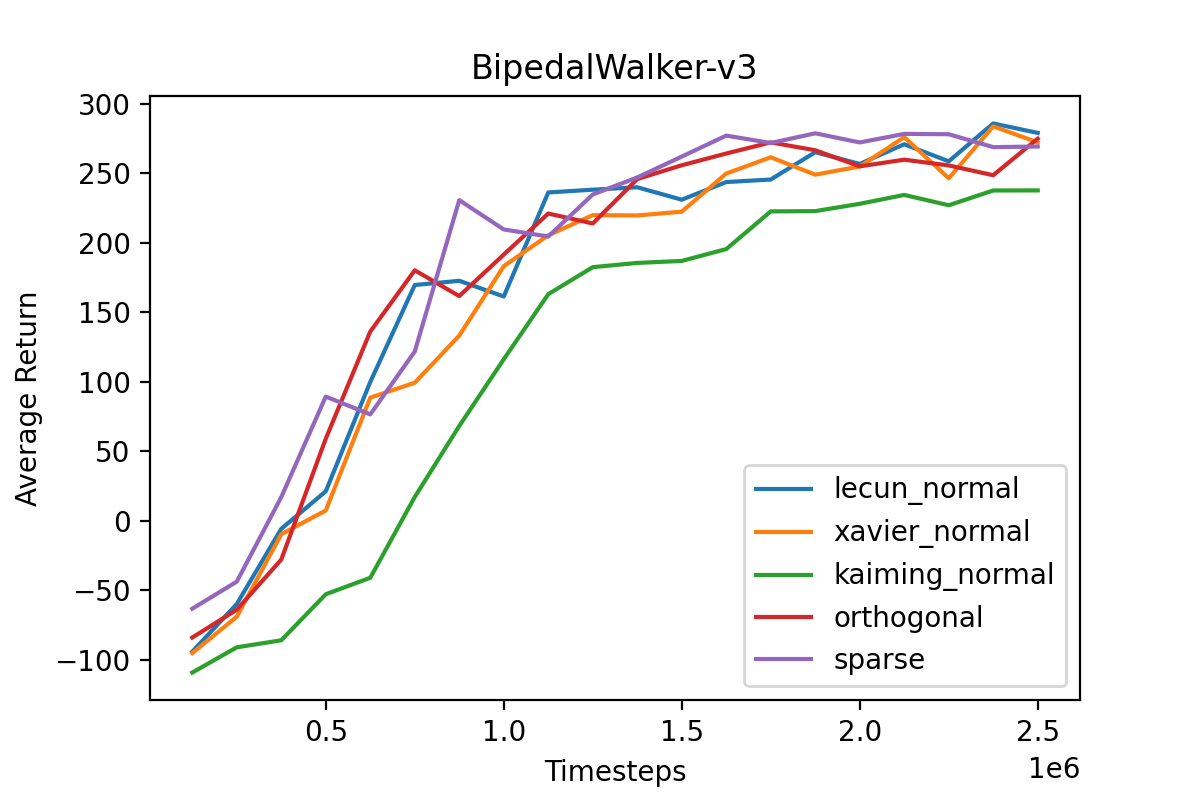 BipedalWalker-v3
300
250
200
150
100
50
0
−50
−100
Average Return
lecun_normal
xavier_normal
kaiming_normal
orthogonal
sparse
0.5 1.0 1.5 2.0 2.5
Timesteps
1e6